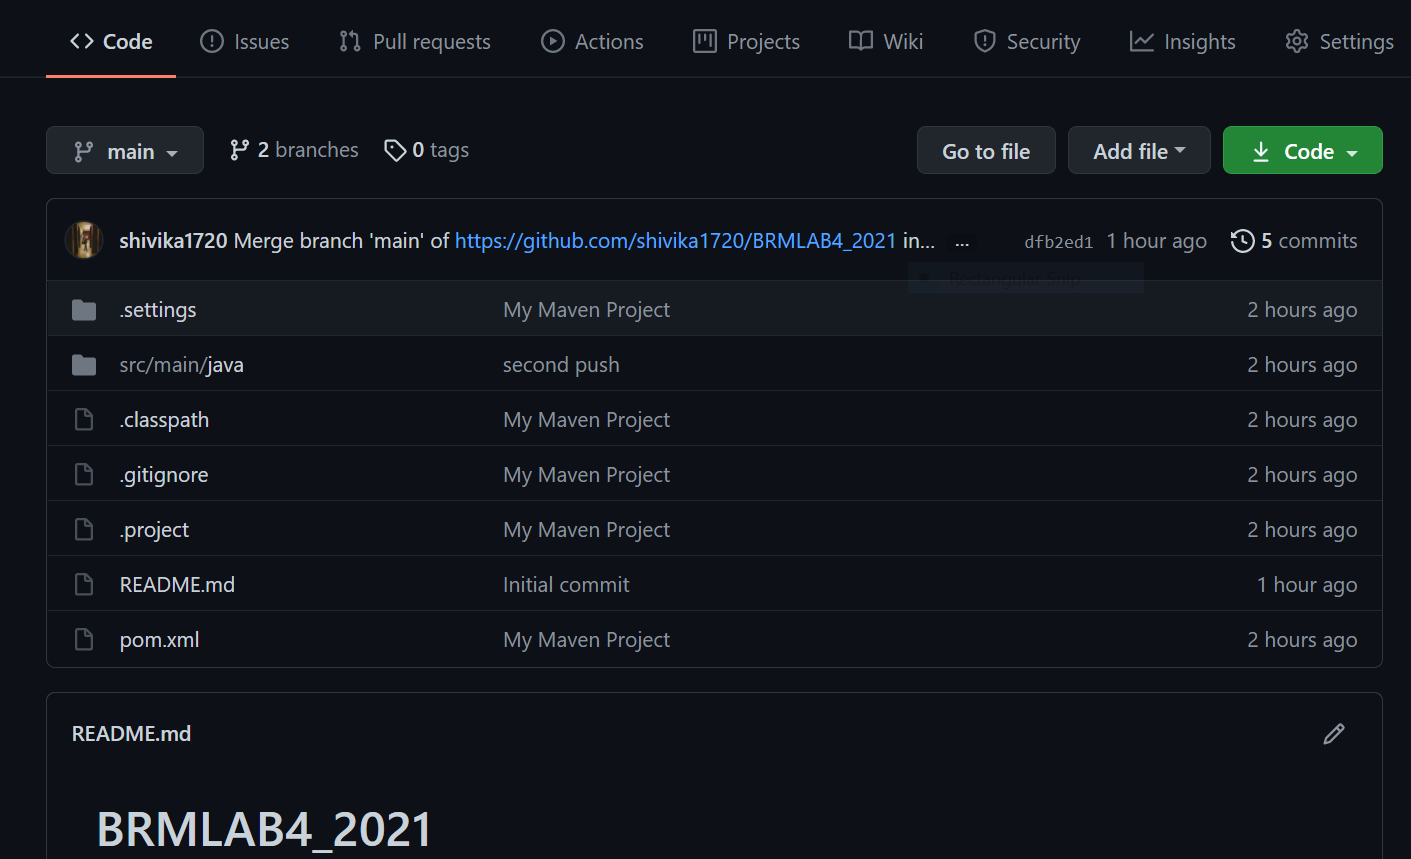 Code Issues Pull requests Actions Projects Wiki Security Insights Settings
main 2 branches 0 tags Go to file Add file Code
shivika1720 Merge branch 'main' of https://github.com/shivika1720/BRMLAB4_2021 in... ... dfb2ed1 1 hour ago 5 commits
Rectangular Snip
.settings My Maven Project 2 hours ago
src/main/java second push 2 hours ago
.classpath My Maven Project 2 hours ago
.gitignore My Maven Project 2 hours ago
.project My Maven Project 2 hours ago
README.md Initial commit 1 hour ago
pom.xml My Maven Project 2 hours ago
README.md
BRMLAB4_2021